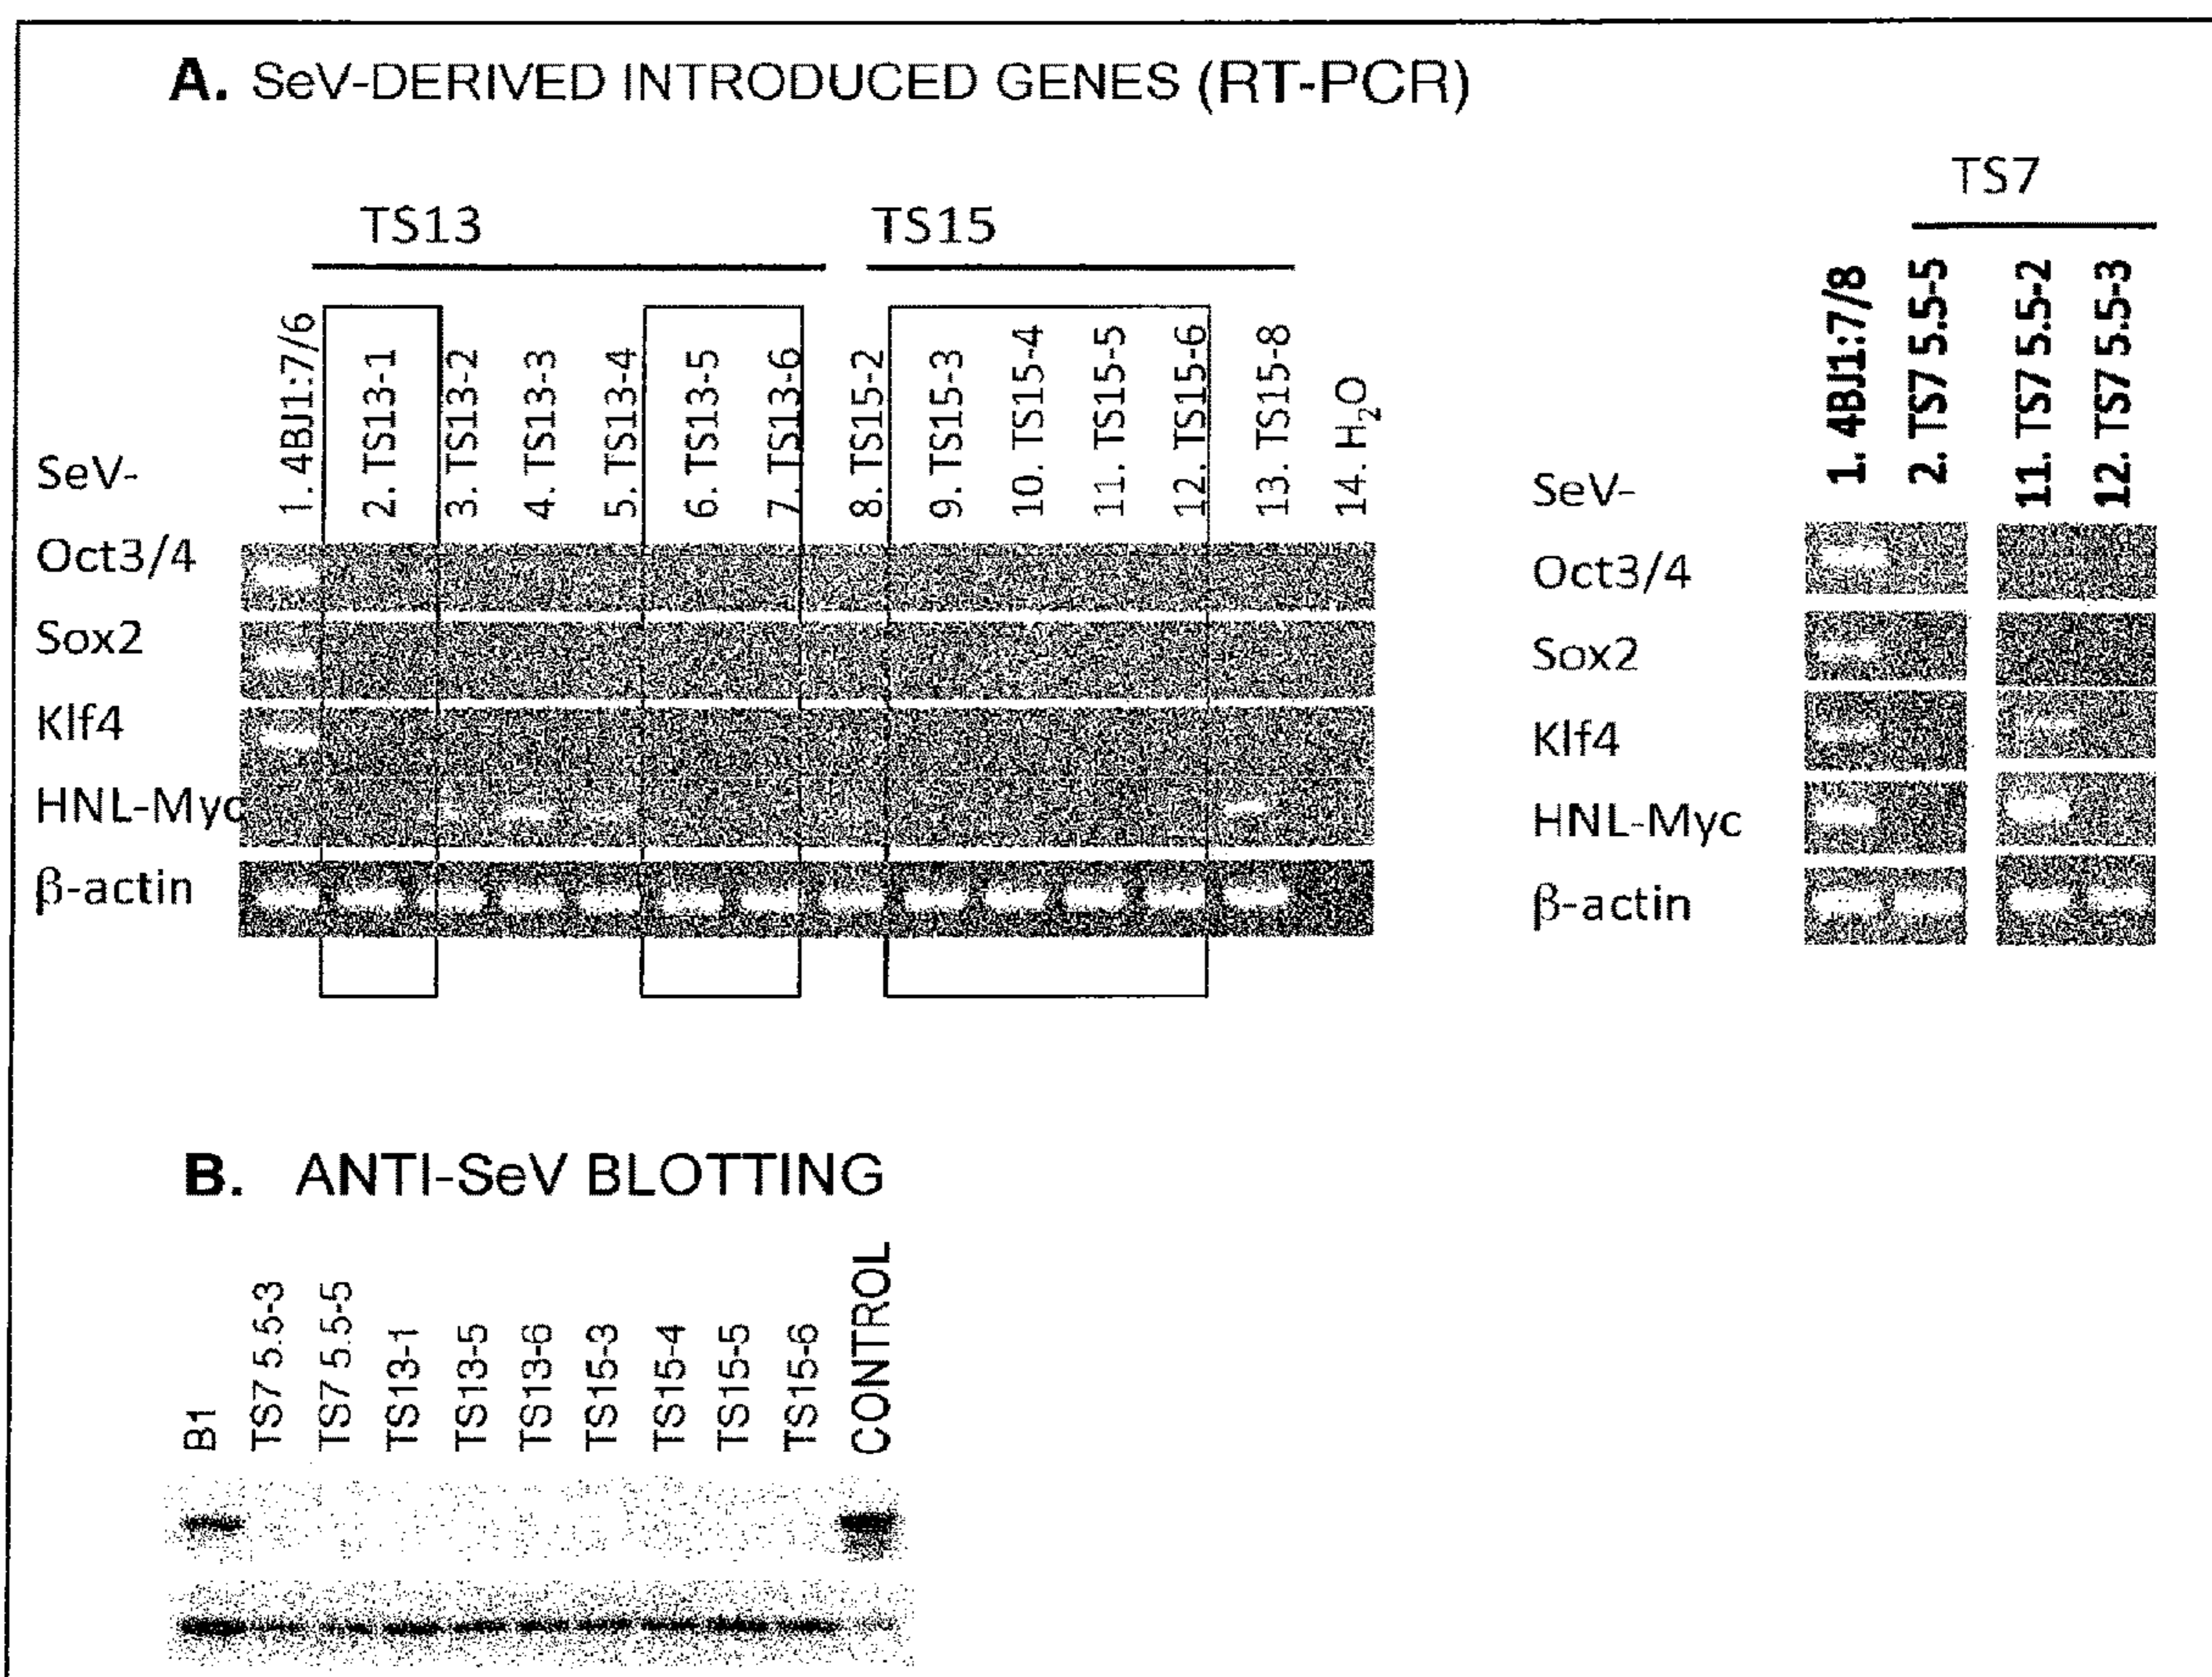 A. SeV-DERIVED INTRODUCED GENES (RT-PCR)
TS13
TS15
1. 4BJ1:7/6
2. TS13-1
3. TS13-2
4. TS13-3
5. TS13-4
6. TS13-5
7. TS13-6
8. TS15-2
9. TS15-3
10. TS15-4
11. TS15-5
12. TS15-6
13. TS15-8
14. H₂O
SeV-
Oct3/4
Sox2
Klf4
HNL-Myc
β-actin
TS7
1. 4BJ1:7/8
2. TS7 5.5-5
11. TS7 5.5-2
12. TS7 5.5-3
SeV-
Oct3/4
Sox2
Klf4
HNL-Myc
β-actin
B. ANTI-SeV BLOTTING
B1
TS7 5.5-3
TS7 5.5-5
TS13-1
TS13-5
TS13-6
TS15-3
TS15-4
TS15-5
TS15-6
CONTROL